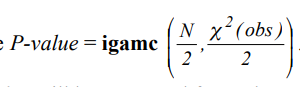 e P-value = igamc (N/2, χ²(obs)/2)